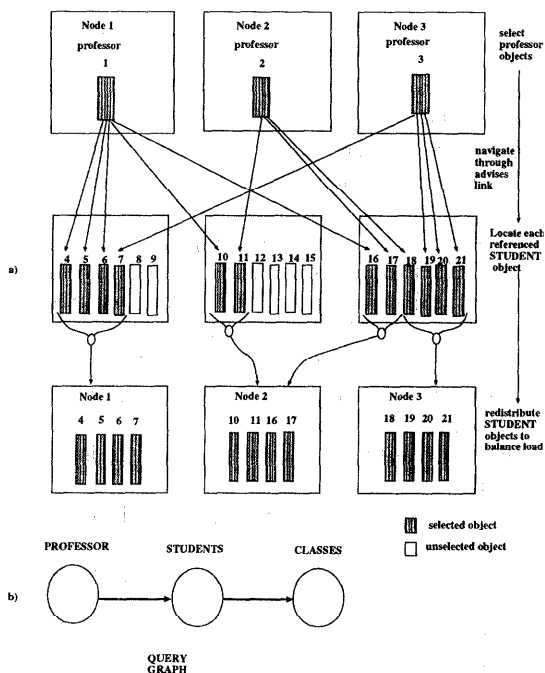 Node 1
Node 2
Node 3
professor
professor
professor
1
2
3
select
professor
objects
navigate
through
advises
link
a)
4 5 6 7 8 9
10 11 12 13 14 15
16 17 18 19 20 21
Locate each
referenced
STUDENT
object
Node 1
Node 2
Node 3
4 5 6 7
10 11 16 17
18 19 20 21
redistribute
STUDENT
objects to
balance load
selected object
unselected object
b)
PROFESSOR
STUDENTS
CLASSES
QUERY
GRAPH